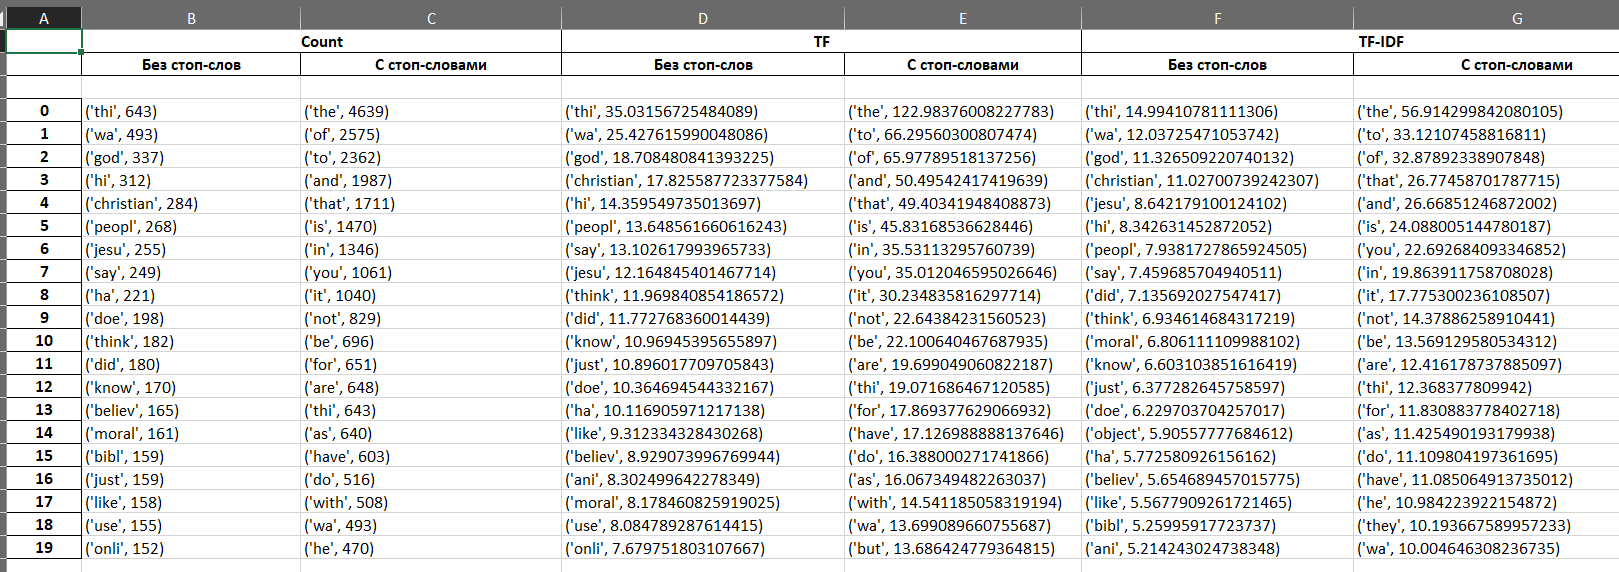 A B C D E F G
Count TF TF-IDF
Без стоп-слов С стоп-словами Без стоп-слов С стоп-словами Без стоп-слов С стоп-словами
0 ('thi', 643) ('the', 4639) ('thi', 35.03156725484089) ('the', 122.98376008227783) ('thi', 14.99410781111306) ('the', 56.914299842080105)
1 ('wa', 493) ('of', 2575) ('wa', 25.427615990048086) ('to', 66.29560300807474) ('wa', 12.03725471053742) ('to', 33.12107458816811)
2 ('god', 337) ('to', 2362) ('god', 18.708480841393225) ('of', 65.97789518137256) ('god', 11.326509220740132) ('of', 32.87892338907848)
3 ('hi', 312) ('and', 1987) ('christian', 17.825587723377584) ('and', 50.49542417419639) ('christian', 11.02700739242307) ('that', 26.77458701787715)
4 ('christian', 284) ('that', 1711) ('hi', 14.359549735013697) ('that', 49.40341948408873) ('jesu', 8.642179100124102) ('and', 26.66851246872002)
5 ('peopl', 268) ('is', 1470) ('peopl', 13.648561660616243) ('is', 45.83168536628446) ('hi', 8.342631452872052) ('is', 24.088005144780187)
6 ('jesu', 255) ('in', 1346) ('say', 13.102617993965733) ('in', 35.53113295760739) ('peopl', 7.9381727865924505) ('you', 22.692684093346852)
7 ('say', 249) ('you', 1061) ('jesu', 12.164845401467714) ('you', 35.012046595026646) ('say', 7.459685704940511) ('in', 19.863911758708028)
8 ('ha', 221) ('it', 1040) ('think', 11.969840854186572) ('it', 30.234835816297714) ('did', 7.135692027547417) ('it', 17.775300236108507)
9 ('doe', 198) ('not', 829) ('did', 11.772768360014439) ('not', 22.64384231560523) ('think', 6.934614684317219) ('not', 14.37886258910441)
10 ('think', 182) ('be', 696) ('know', 10.96945395655897) ('be', 22.100640467687935) ('moral', 6.806111109988102) ('be', 13.569129580534312)
11 ('did', 180) ('for', 651) ('just', 10.896017709705843) ('are', 19.699049060822187) ('know', 6.603103851616419) ('are', 12.416178737885097)
12 ('know', 170) ('are', 648) ('doe', 10.364694544332167) ('thi', 19.071686467120585) ('just', 6.377282645758597) ('thi', 12.368377809942)
13 ('believ', 165) ('thi', 643) ('ha', 10.116905971217138) ('for', 17.869377629066932) ('doe', 6.229703704257017) ('for', 11.830883778402718)
14 ('moral', 161) ('as', 640) ('like', 9.312334328430268) ('have', 17.126988888137646) ('object', 5.90557777684612) ('as', 11.425490193179938)
15 ('bibl', 159) ('have', 603) ('believ', 8.929073996769944) ('do', 16.388000271741866) ('ha', 5.772580926156162) ('do', 11.109804197361695)
16 ('just', 159) ('do', 516) ('ani', 8.302499642278349) ('as', 16.067349482263037) ('believ', 5.654689457015775) ('have', 11.085064913735012)
17 ('like', 158) ('with', 508) ('moral', 8.178460825919025) ('with', 14.541185058319194) ('like', 5.5677909261721465) ('he', 10.984223922154872)
18 ('use', 155) ('wa', 493) ('use', 8.084789287614415) ('wa', 13.699089660755687) ('bibl', 5.25995917723737) ('they', 10.193667589957233)
19 ('onli', 152) ('he', 470) ('onli', 7.679751803107667) ('but', 13.686424779364815) ('ani', 5.214243024738348) ('wa', 10.004646308236735)